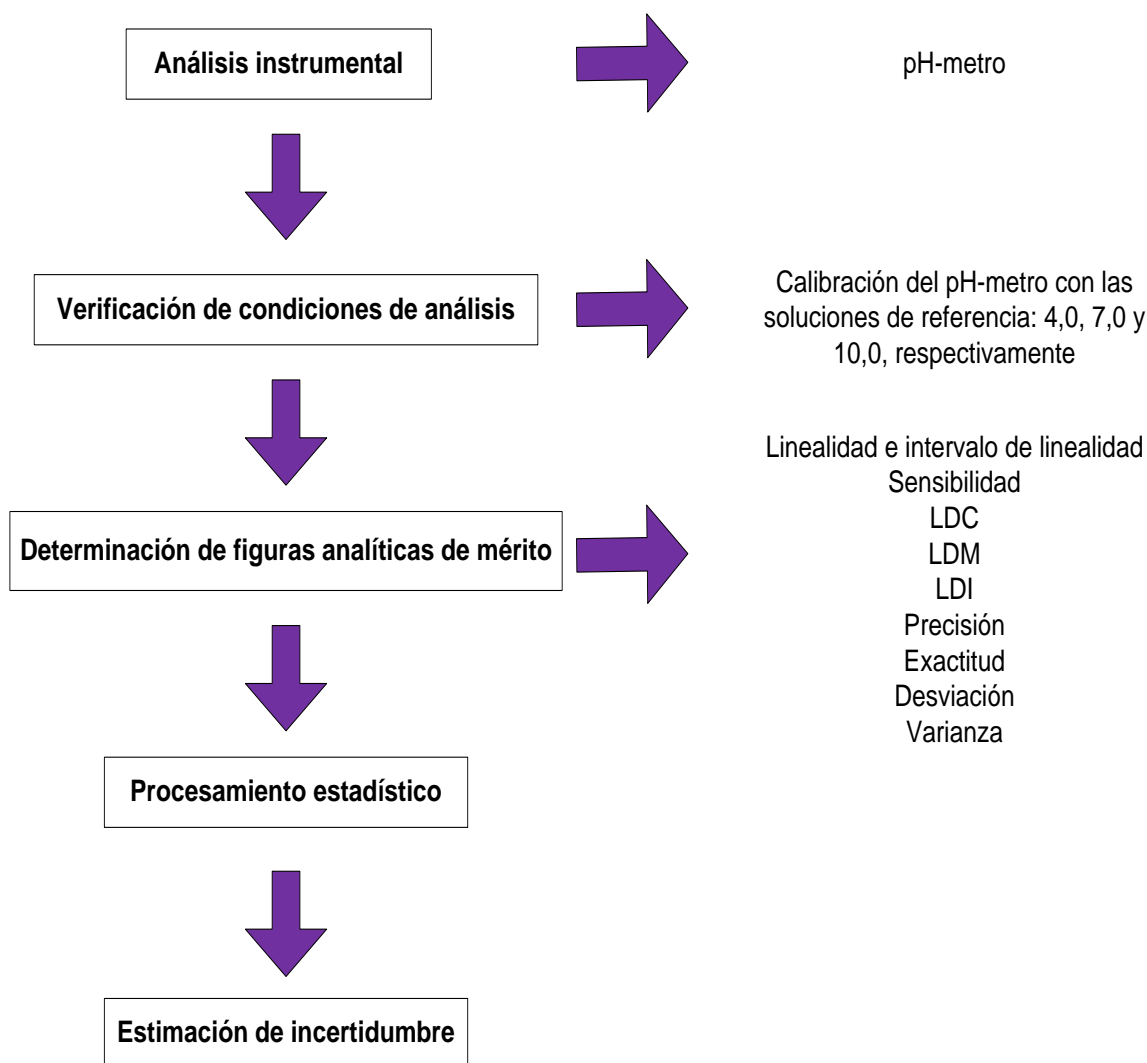 Análisis instrumental
pH-metro
Verificación de condiciones de análisis
Calibración del pH-metro con las
soluciones de referencia: 4,0, 7,0 y
10,0, respectivamente
Determinación de figuras analíticas de mérito
Linealidad e intervalo de linealidad
Sensibilidad
LDC
LDM
LDI
Precisión
Exactitud
Desviación
Varianza
Procesamiento estadístico
Estimación de incertidumbre